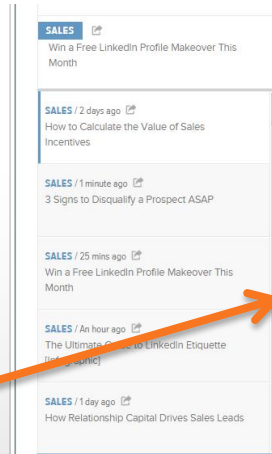 SALES
Win a Free LinkedIn Profile Makeover This
Month
SALES / 2 days ago
How to Calculate the Value of Sales
Incentives
SALES / 1 minute ago
3 Signs to Disqualify a Prospect ASAP
SALES / 25 mins ago
Win a Free LinkedIn Profile Makeover This
Month
SALES / An hour ago
The Ultimate to LinkedIn Etiquette
[Infographic]
SALES / 1 day ago
How Relationship Capital Drives Sales Leads